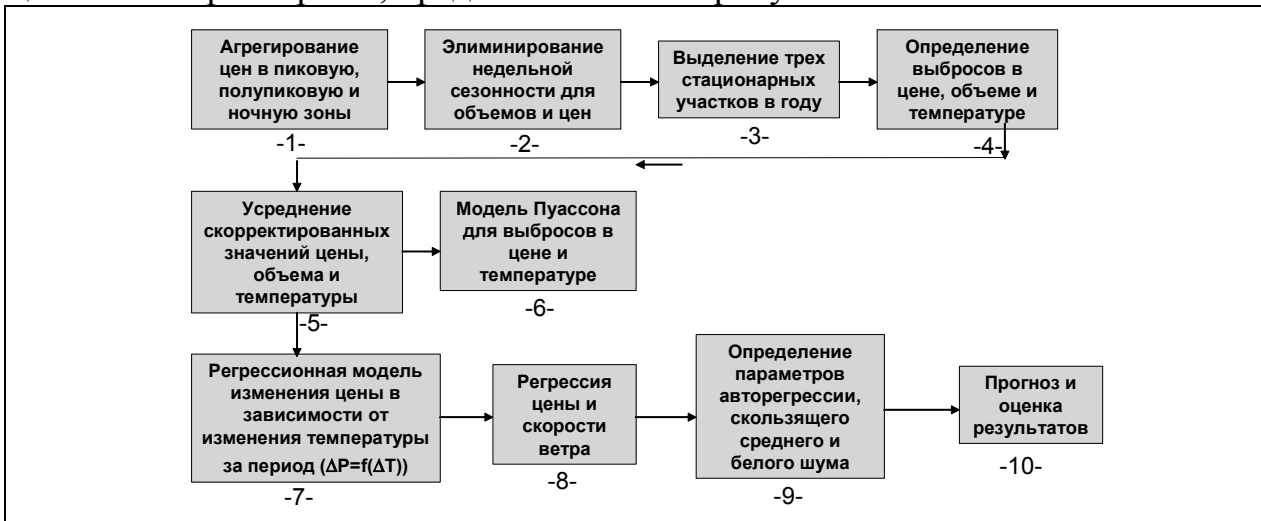 Агрегирование
цен в пиковую,
полупиковую и
ночную зоны
-1-
Элиминирование
недельной
сезонности для
объемов и цен
-2-
Выделение трех
стационарных
участков в году
-3-
Определение
выбросов в
цене, объеме и
температуре
-4-
Усреднение
скорректированных
значений цены,
объема и
температуры
-5-
Модель Пуассона
для выбросов в
цене и
температуре
-6-
Регрессионная модель
изменения цены в
зависимости от
изменения температуры
за период (ΔP=f(ΔT))
-7-
Регрессия
цены и
скорости
ветра
-8-
Определение
параметров
авторегрессии,
скользящего
среднего и
белого шума
-9-
Прогноз и
оценка
результатов
-10-